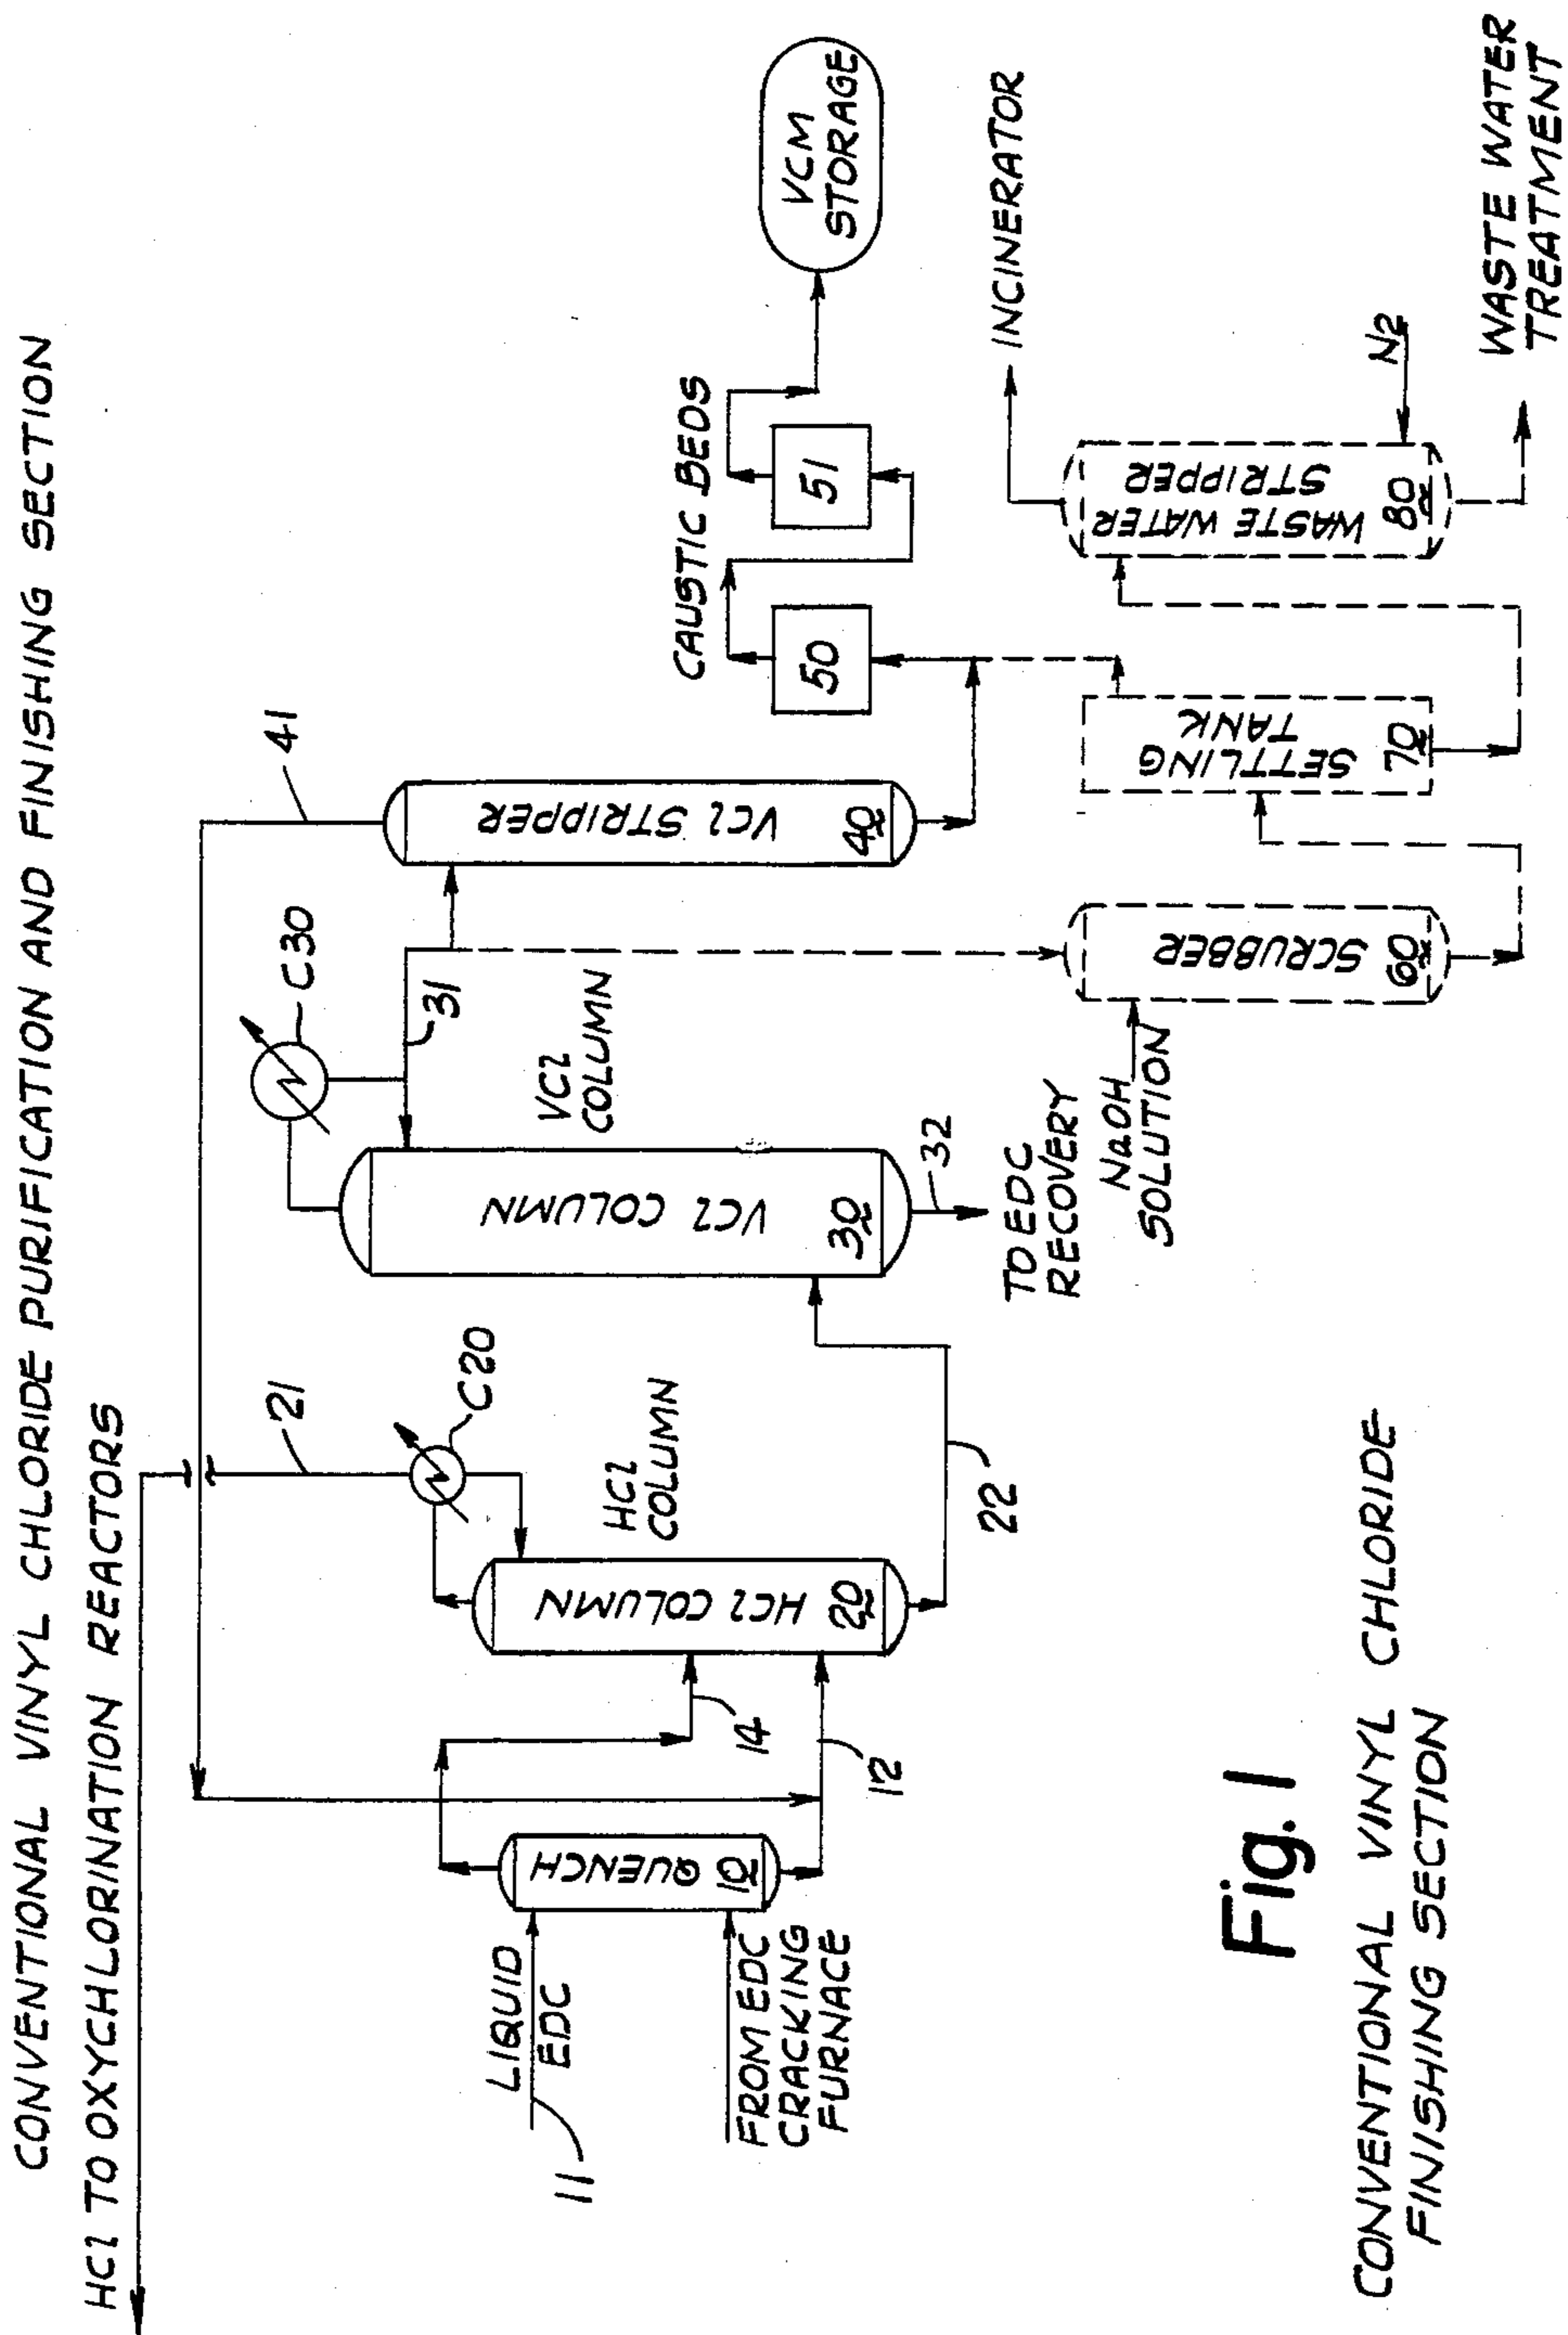 CONVENTIONAL VINYL CHLORIDE PURIFICATION AND FINISHING SECTION
HCl TO OXYCHLORINATION REACTORS
21
41
C20
C30
31
HCl
COLUMN
VCl
COLUMN
LIQUID
EDC
11
FROM EDC
CRACKING
FURNACE
QUENCH
10
14
12
HCl COLUMN
20
22
VCl COLUMN
30
32
TO EDC
RECOVERY
VCl STRIPPER
40
CAUSTIC BEDS
50
51
VCM
STORAGE
NaOH
SOLUTION
SCRUBBER
60
SETTLING
TANK
70
WASTE WATER
STRIPPER
80
INCINERATOR
N2
WASTE WATER
TREATMENT
Fig. 1
CONVENTIONAL VINYL CHLORIDE
FINISHING SECTION